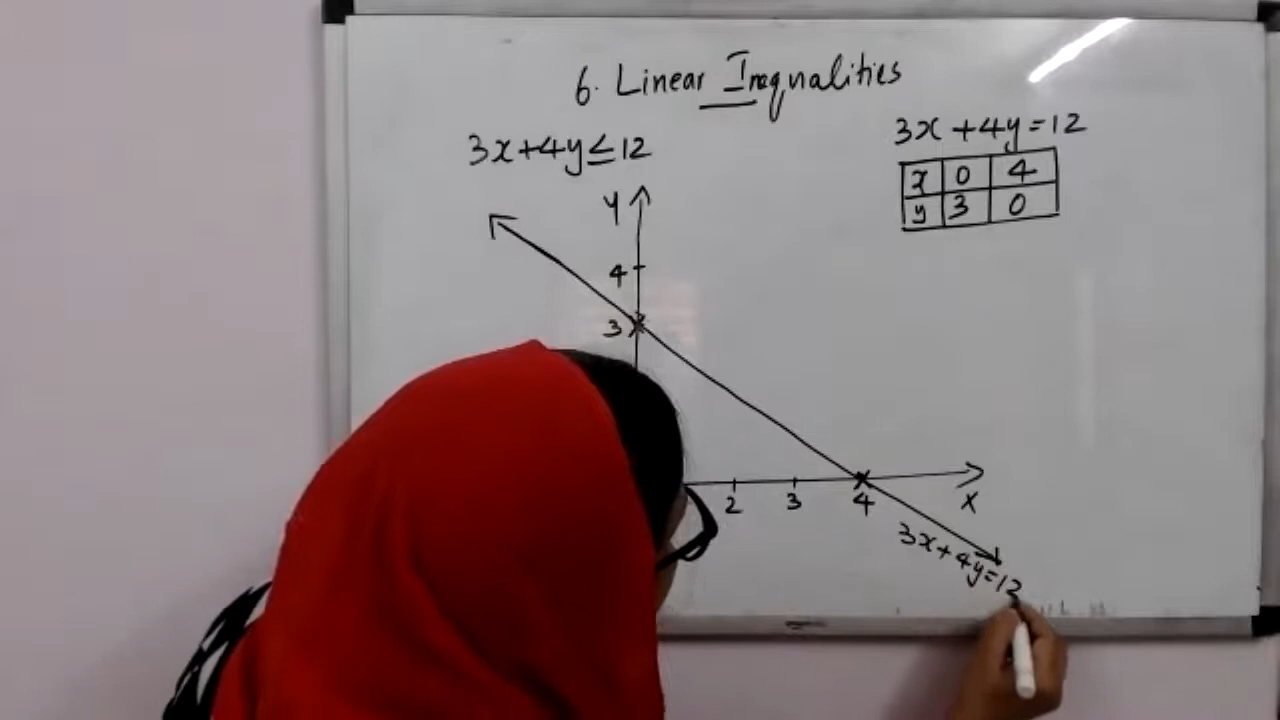 6. Linear Inequalities
3x+4y≤12
3x+4y=12
x 0 4
y 3 0
Y
4
3
2 3 4 X
3x+4y=12